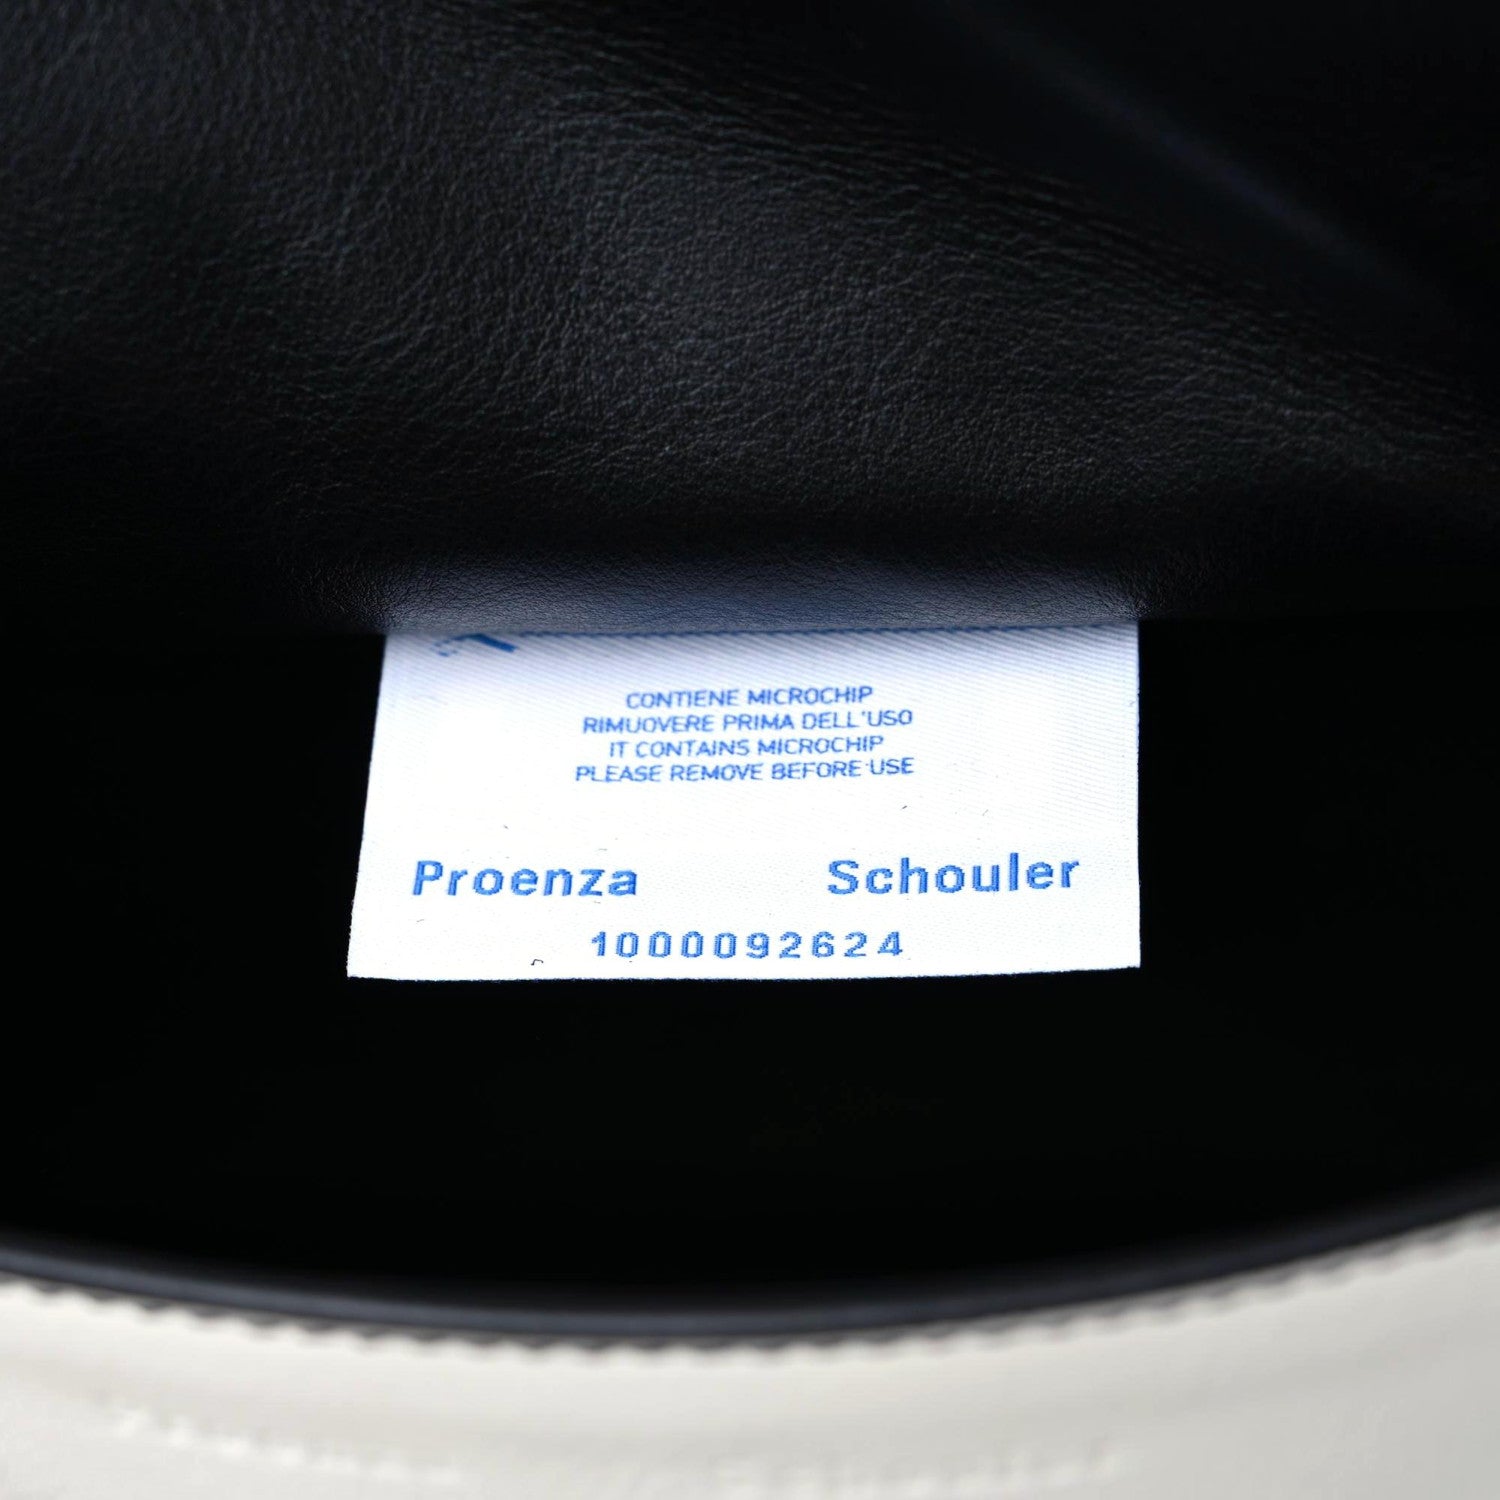 CONTIENE MICROCHIP
RIMUOVERE PRIMA DELL'USO
IT CONTAINS MICROCHIP
PLEASE REMOVE BEFORE USE
Proenza Schouler
1000092624